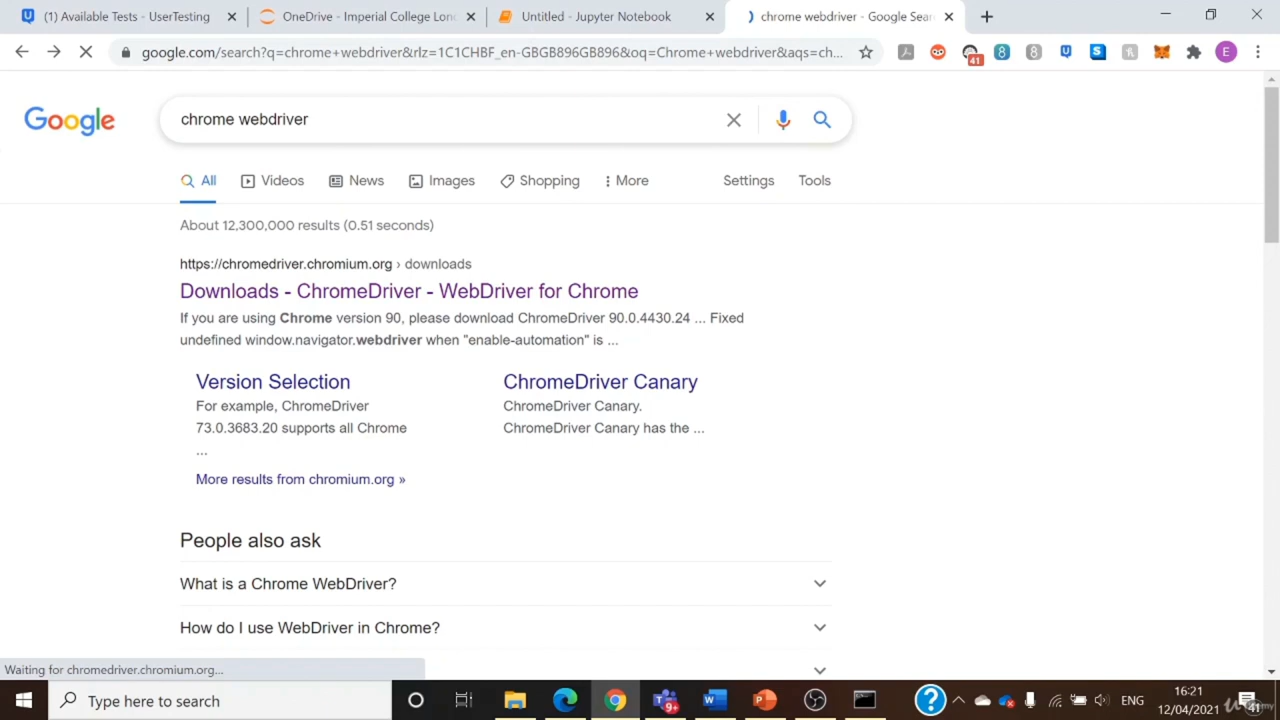 (1) Available Tests - UserTesting
OneDrive - Imperial College Lon
Untitled - Jupyter Notebook
chrome webdriver - Google Sear
google.com/search?q=chrome+webdriver&rlz=1C1CHBF_en-GBGB896GB896&oq=Chrome+webdriver&aqs=ch...
41
E
Google
chrome webdriver
All
Videos
News
Images
Shopping
More
Settings
Tools
About 12,300,000 results (0.51 seconds)
https://chromedriver.chromium.org › downloads
Downloads - ChromeDriver - WebDriver for Chrome
If you are using Chrome version 90, please download ChromeDriver 90.0.4430.24 ... Fixed
undefined window.navigator.webdriver when "enable-automation" is ...
Version Selection
For example, ChromeDriver
73.0.3683.20 supports all Chrome
...
ChromeDriver Canary
ChromeDriver Canary.
ChromeDriver Canary has the ...
More results from chromium.org »
People also ask
What is a Chrome WebDriver?
How do I use WebDriver in Chrome?
Waiting for chromedriver.chromium.org...
Type here to search
9+
ENG
16:21
12/04/2021
41